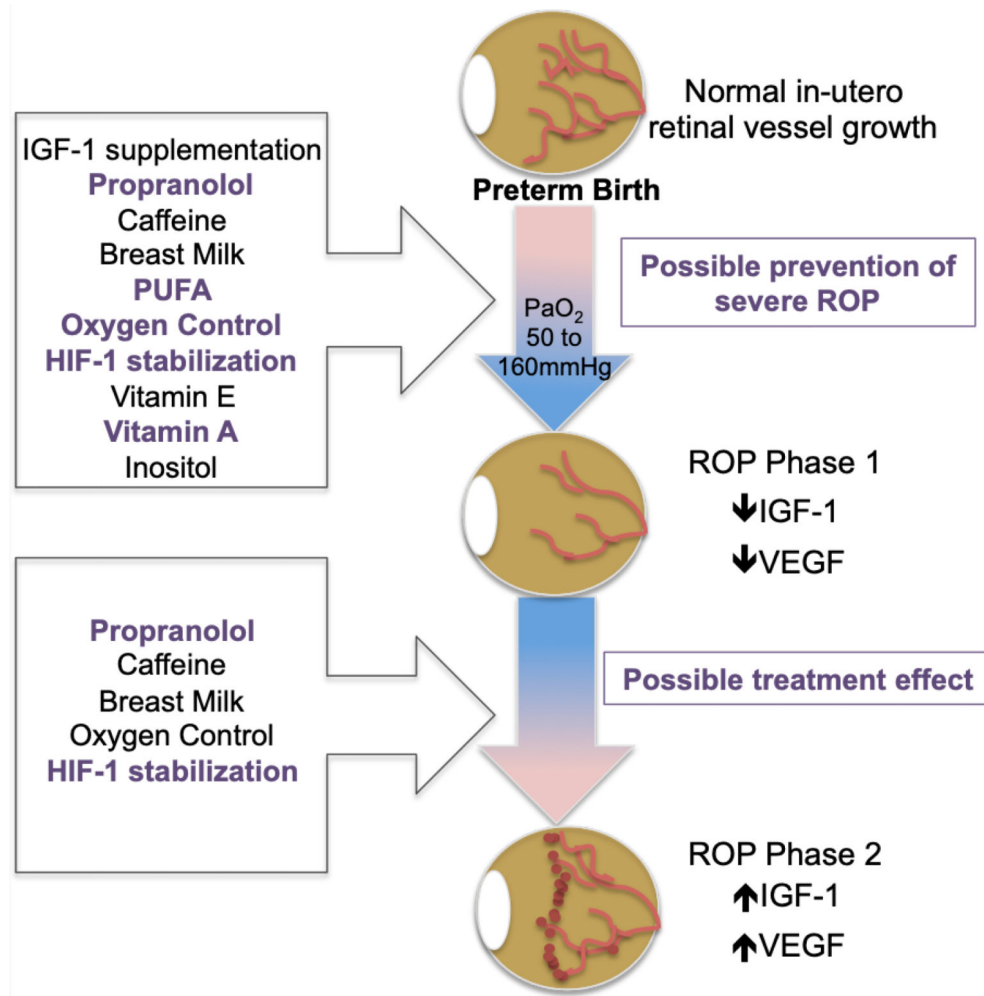 Normal in-utero
retinal vessel growth
Preterm Birth
IGF-1 supplementation
Propranolol
Caffeine
Breast Milk
PUFA
Oxygen Control
HIF-1 stabilization
Vitamin E
Vitamin A
Inositol
Possible prevention of
severe ROP
PaO₂
50 to
160mmHg
ROP Phase 1
↓IGF-1
↓VEGF
Propranolol
Caffeine
Breast Milk
Oxygen Control
HIF-1 stabilization
Possible treatment effect
ROP Phase 2
↑IGF-1
↑VEGF